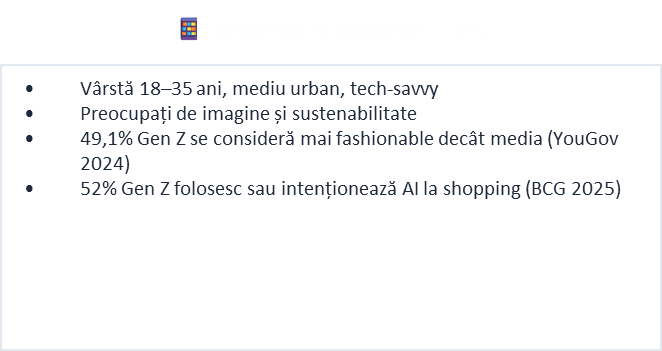 • Vârstă 18–35 ani, mediu urban, tech-savvy
• Preocupați de imagine și sustenabilitate
• 49,1% Gen Z se consideră mai fashionable decât media (YouGov
2024)
• 52% Gen Z folosesc sau intenționează AI la shopping (BCG 2025)